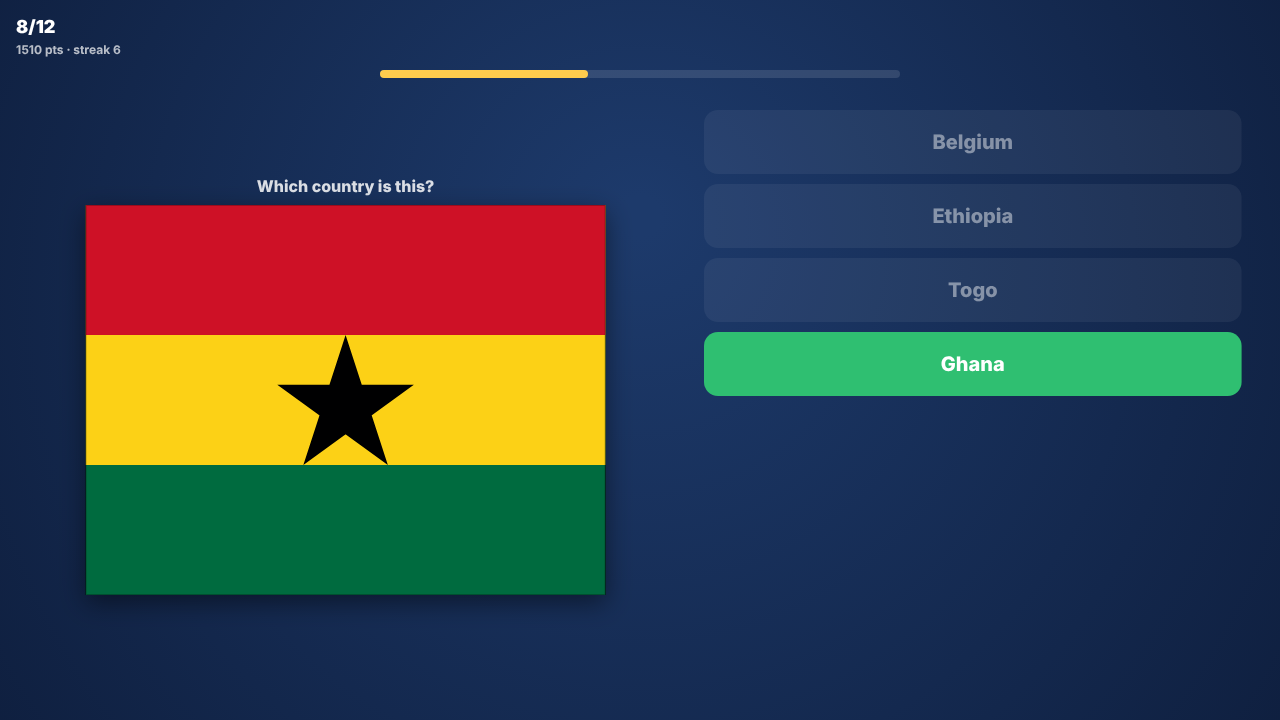 8/12
1510 pts · streak 6
Which country is this?
Belgium
Ethiopia
Togo
Ghana